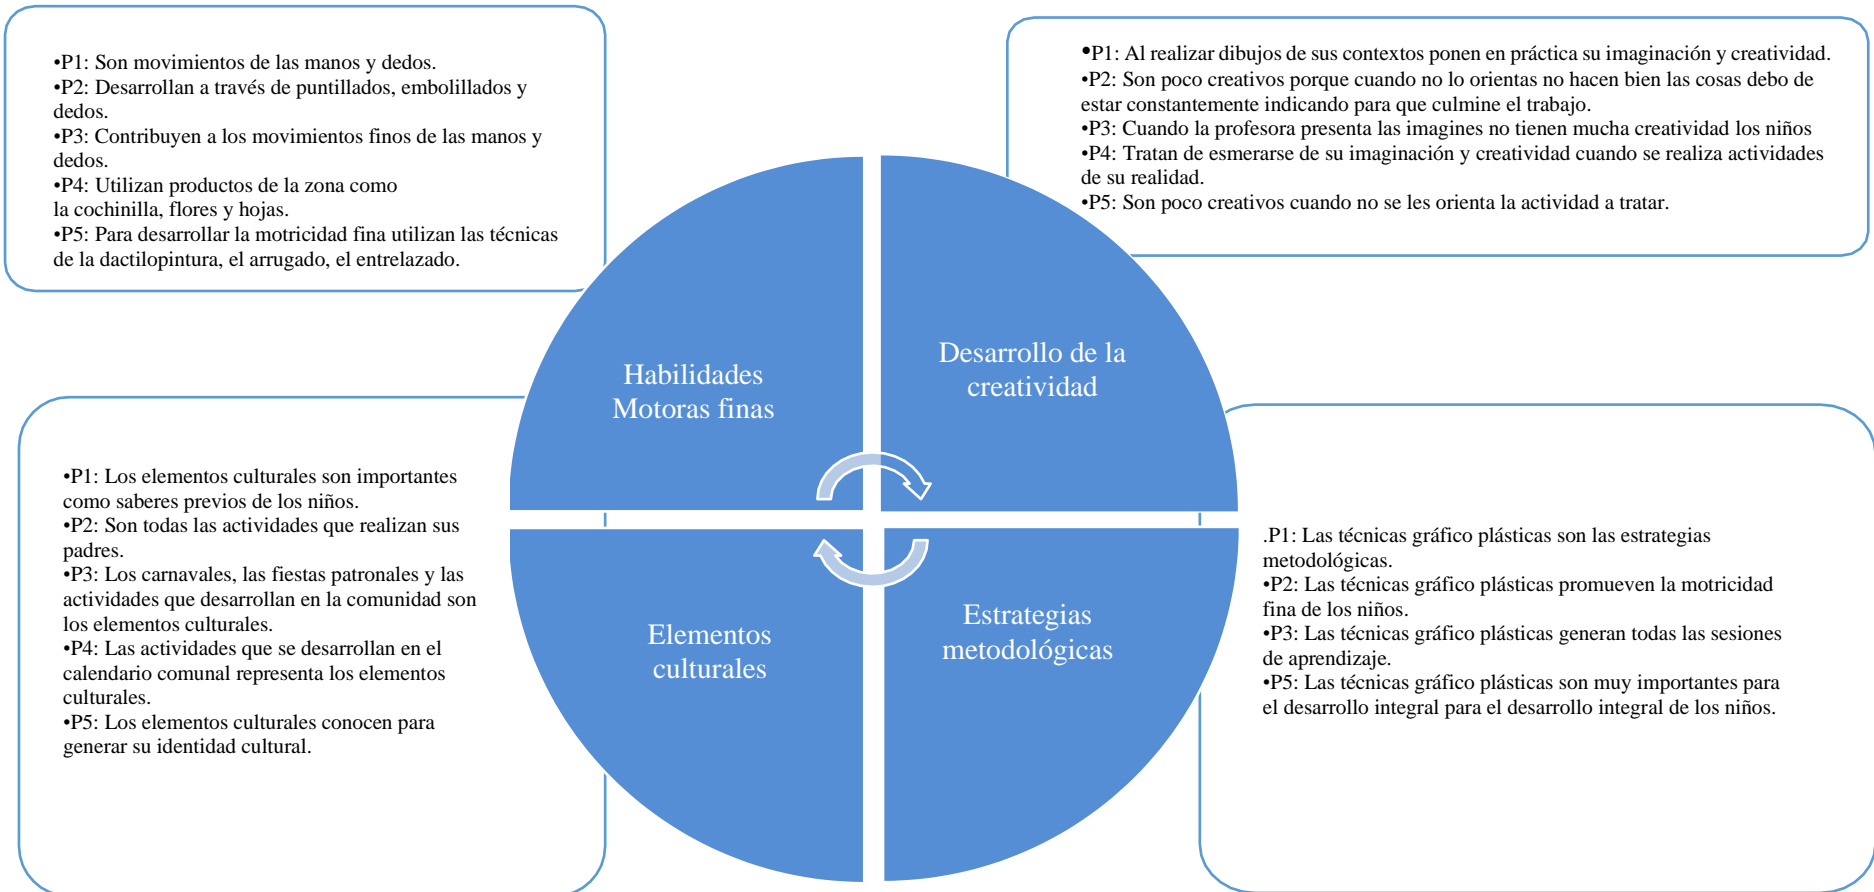 •P1: Son movimientos de las manos y dedos.
•P2: Desarrollan a través de puntillados, embolillados y
dedos.
•P3: Contribuyen a los movimientos finos de las manos y
dedos.
•P4: Utilizan productos de la zona como
la cochinilla, flores y hojas.
•P5: Para desarrollar la motricidad fina utilizan las técnicas
de la dactilopintura, el arrugado, el entrelazado.
•P1: Al realizar dibujos de sus contextos ponen en práctica su imaginación y creatividad.
•P2: Son poco creativos porque cuando no lo orientas no hacen bien las cosas debo de
estar constantemente indicando para que culmine el trabajo.
•P3: Cuando la profesora presenta las imagines no tienen mucha creatividad los niños
•P4: Tratan de esmerarse de su imaginación y creatividad cuando se realiza actividades
de su realidad.
•P5: Son poco creativos cuando no se les orienta la actividad a tratar.
Habilidades
Motoras finas
Desarrollo de la
creatividad
•P1: Los elementos culturales son importantes
como saberes previos de los niños.
•P2: Son todas las actividades que realizan sus
padres.
•P3: Los carnavales, las fiestas patronales y las
actividades que desarrollan en la comunidad son
los elementos culturales.
•P4: Las actividades que se desarrollan en el
calendario comunal representa los elementos
culturales.
•P5: Los elementos culturales conocen para
generar su identidad cultural.
Elementos
culturales
Estrategias
metodológicas
.P1: Las técnicas gráfico plásticas son las estrategias
metodológicas.
•P2: Las técnicas gráfico plásticas promueven la motricidad
fina de los niños.
•P3: Las técnicas gráfico plásticas generan todas las sesiones
de aprendizaje.
•P5: Las técnicas gráfico plásticas son muy importantes para
el desarrollo integral para el desarrollo integral de los niños.